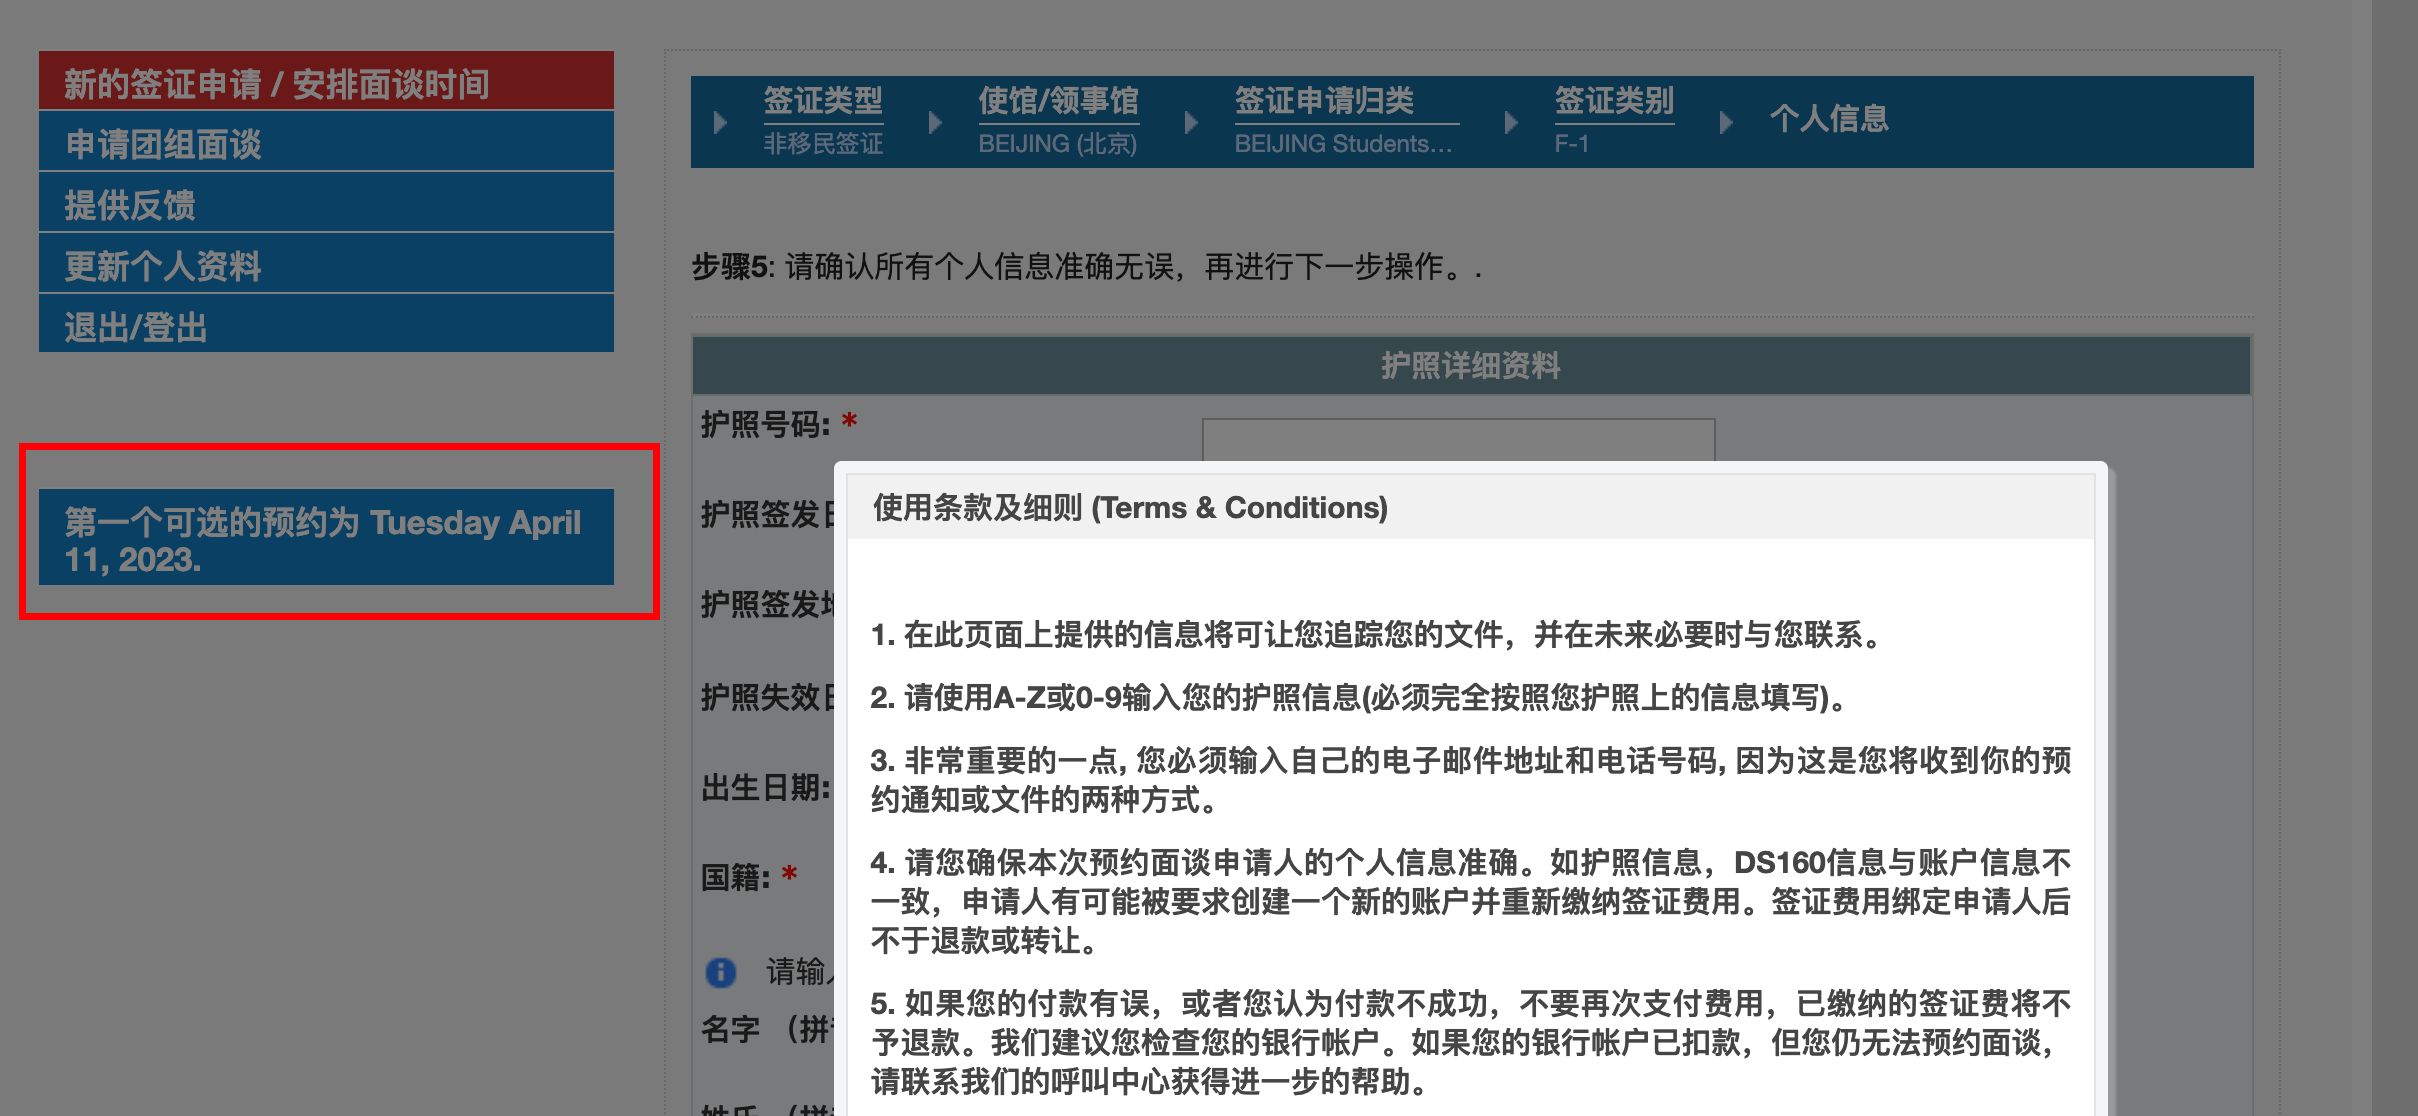 新的签证申请 / 安排面谈时间
申请团组面谈
提供反馈
更新个人资料
退出/登出
第一个可选的预约为 Tuesday April
11, 2023.
签证类型
非移民签证
使馆/领事馆
BEIJING (北京)
签证申请归类
BEIJING Students...
签证类别
F-1
个人信息
步骤5: 请确认所有个人信息准确无误，再进行下一步操作。.
护照详细资料
护照号码: *
护照签发
护照签发
护照失效
出生日期:
国籍: *
请输
名字 （拼
使用条款及细则 (Terms & Conditions)
1. 在此页面上提供的信息将可让您追踪您的文件，并在未来必要时与您联系。
2. 请使用A-Z或0-9输入您的护照信息(必须完全按照您护照上的信息填写)。
3. 非常重要的一点, 您必须输入自己的电子邮件地址和电话号码, 因为这是您将收到你的预
约通知或文件的两种方式。
4. 请您确保本次预约面谈申请人的个人信息准确。如护照信息，DS160信息与账户信息不
一致，申请人有可能被要求创建一个新的账户并重新缴纳签证费用。签证费用绑定申请人后
不于退款或转让。
5. 如果您的付款有误，或者您认为付款不成功，不要再次支付费用，已缴纳的签证费将不
予退款。我们建议您检查您的银行帐户。如果您的银行帐户已扣款，但您仍无法预约面谈，
请联系我们的呼叫中心获得进一步的帮助。